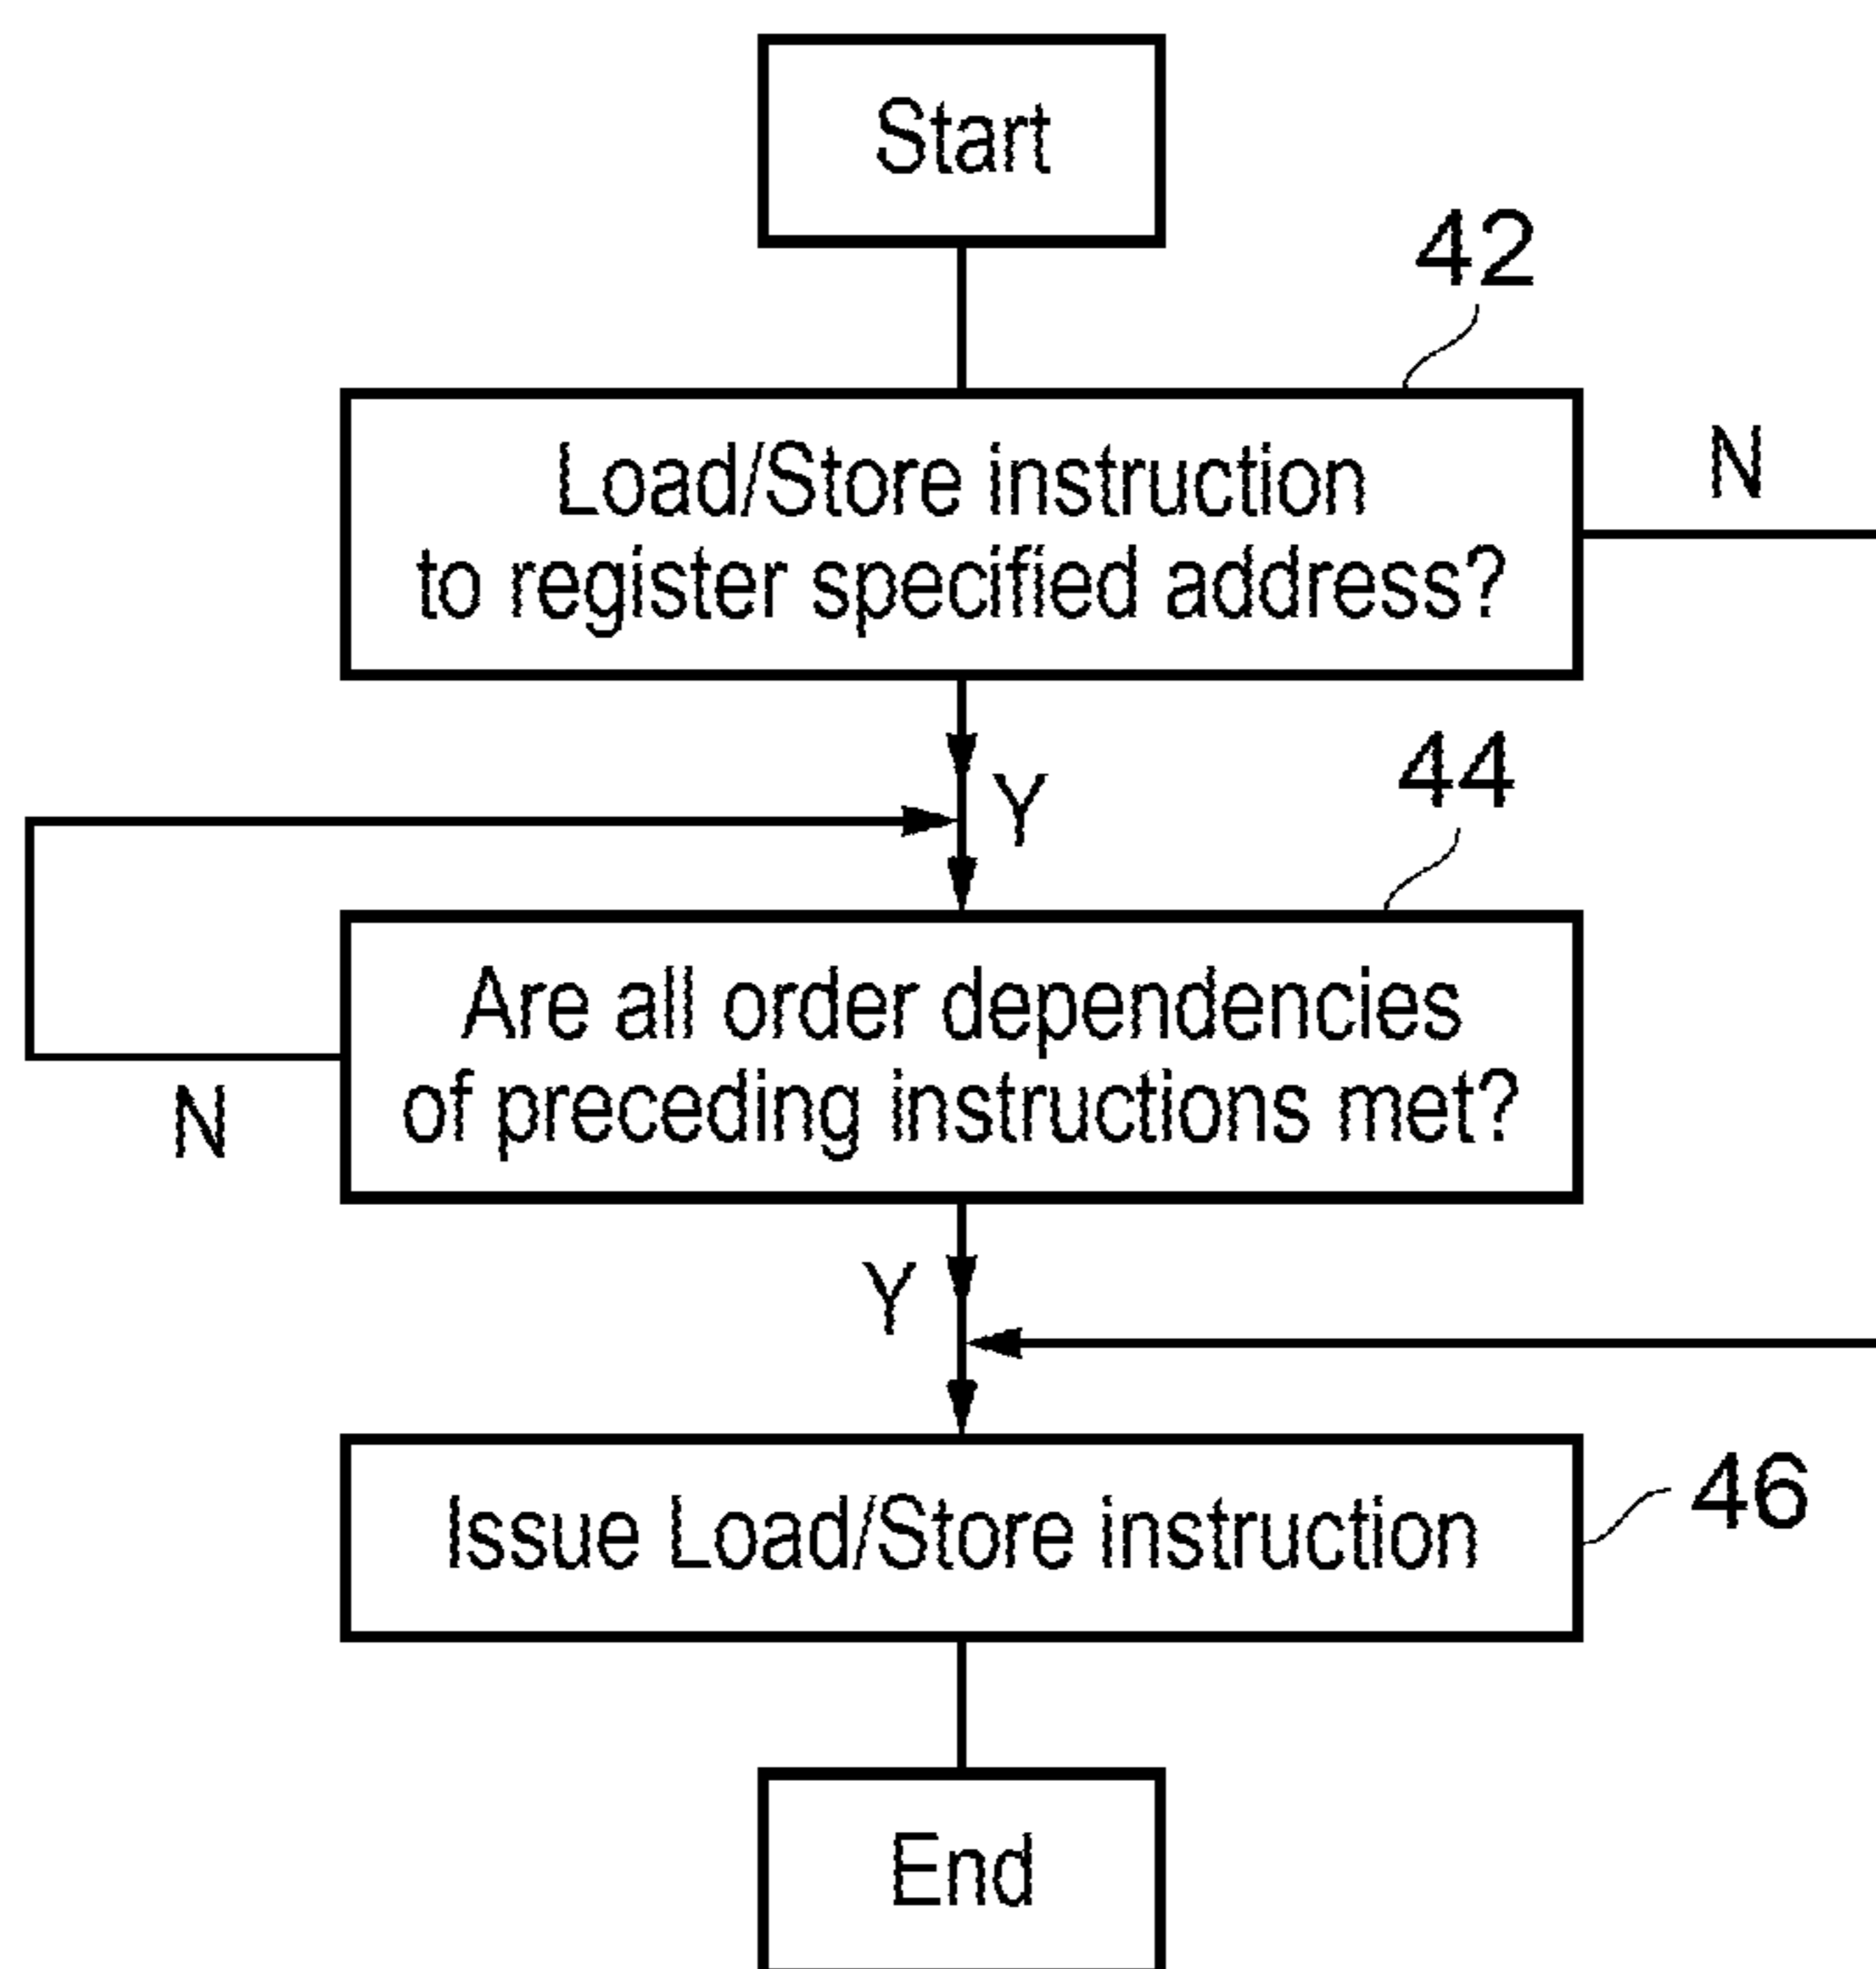 Start
42
Load/Store instruction
to register specified address?
N
Y
44
Are all order dependencies
of preceding instructions met?
N
Y
Issue Load/Store instruction
46
End